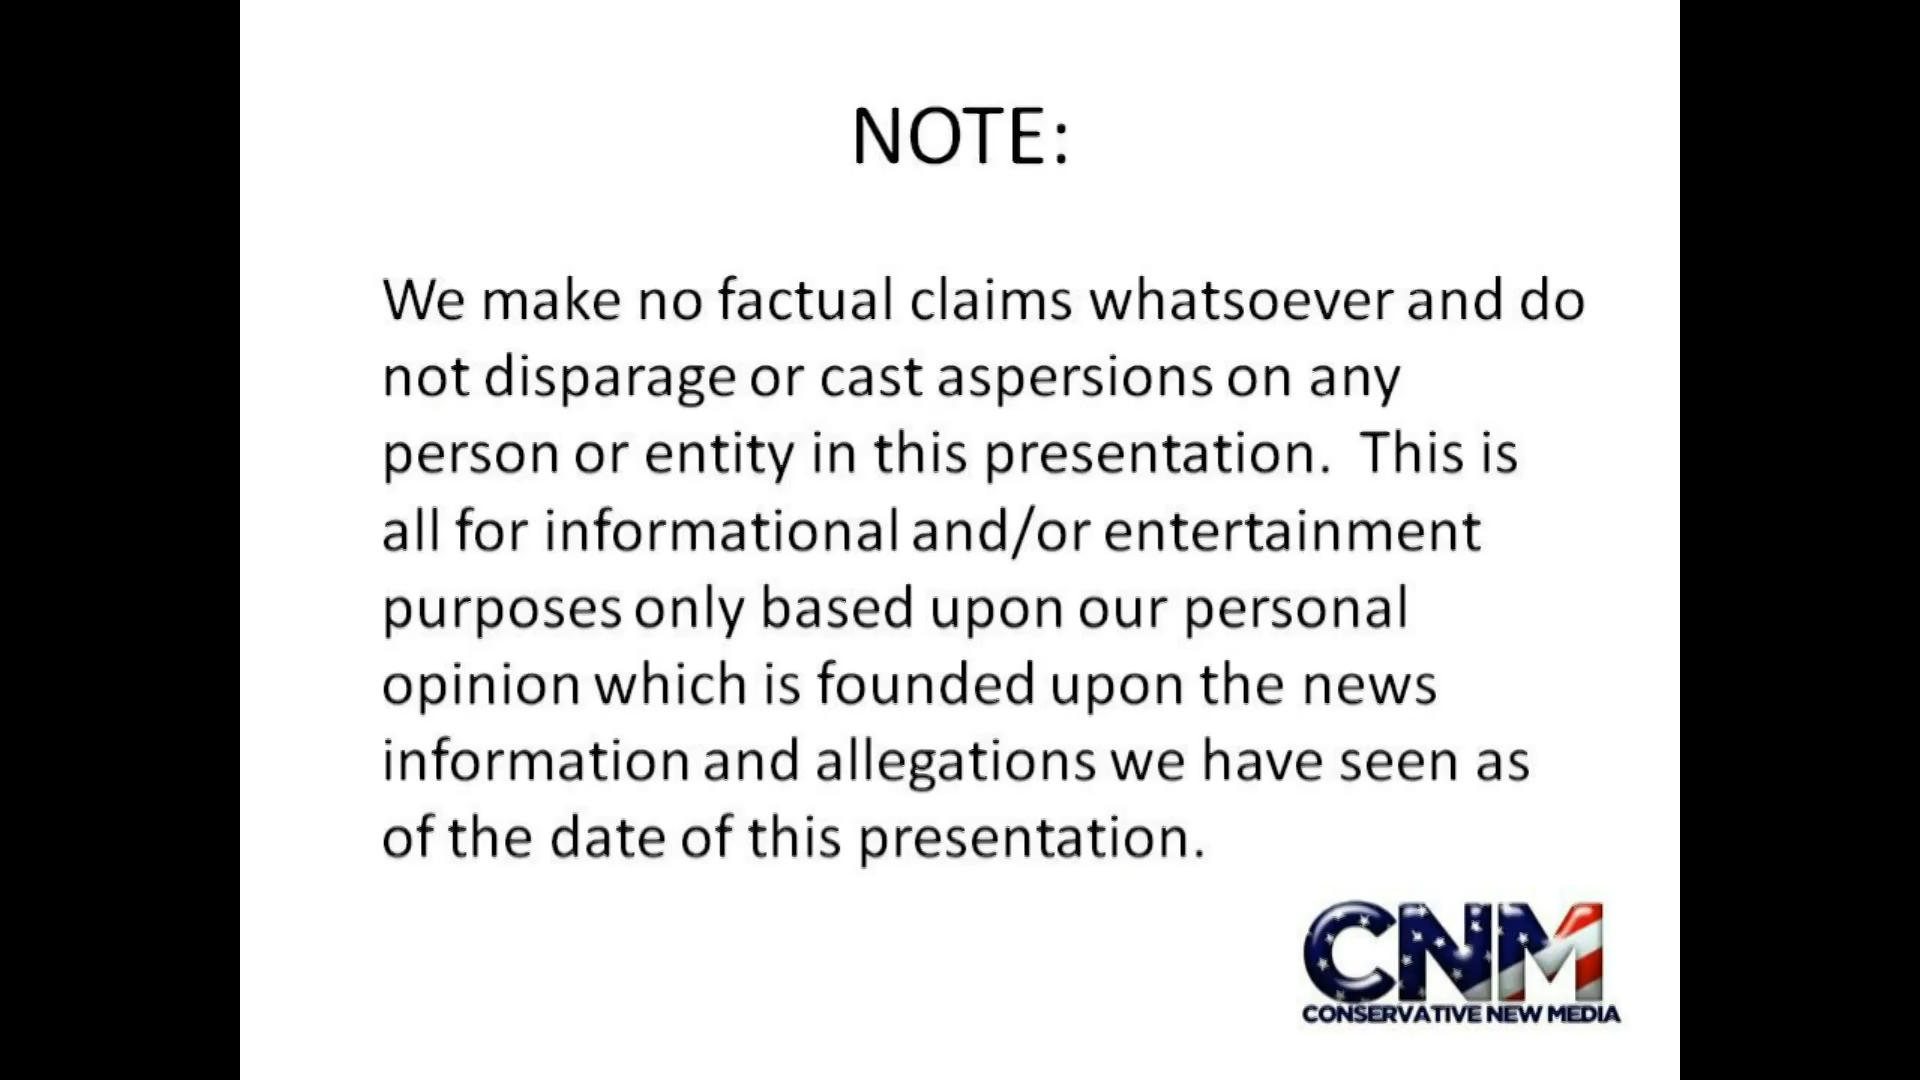 NOTE:
We make no factual claims whatsoever and do
not disparage or cast aspersions on any
person or entity in this presentation.  This is
all for informational and/or entertainment
purposes only based upon our personal
opinion which is founded upon the news
information and allegations we have seen as
of the date of this presentation.
CNM
CONSERVATIVE NEW MEDIA